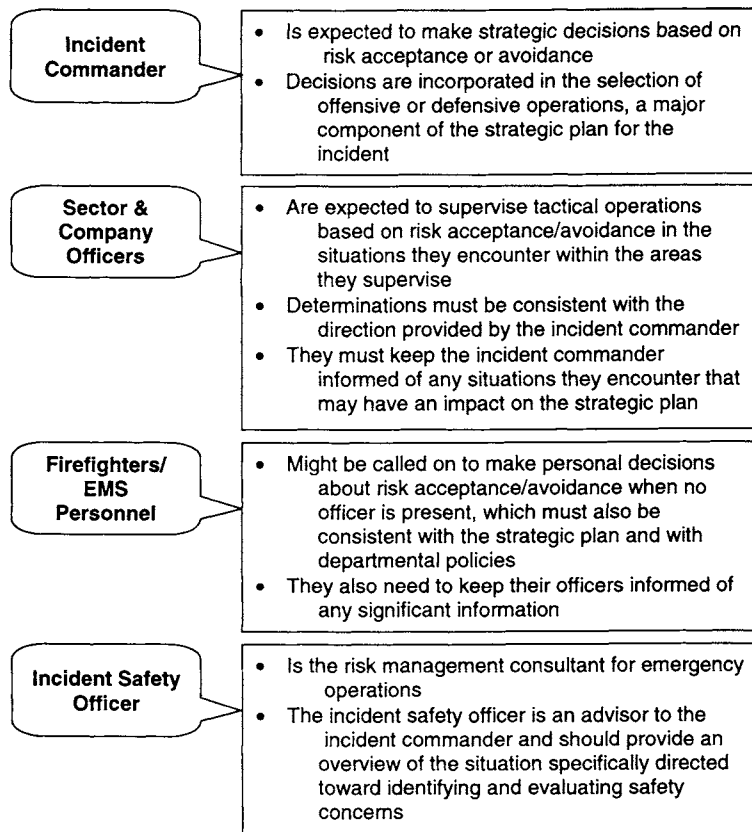 Incident
Commander
• Is expected to make strategic decisions based on
risk acceptance or avoidance
• Decisions are incorporated in the selection of
offensive or defensive operations, a major
component of the strategic plan for the
incident
Sector &
Company
Officers
• Are expected to supervise tactical operations
based on risk acceptance/avoidance in the
situations they encounter within the areas
they supervise
• Determinations must be consistent with the
direction provided by the incident commander
• They must keep the incident commander
informed of any situations they encounter that
may have an impact on the strategic plan
Firefighters/
EMS
Personnel
• Might be called on to make personal decisions
about risk acceptance/avoidance when no
officer is present, which must also be
consistent with the strategic plan and with
departmental policies
• They also need to keep their officers informed of
any significant information
Incident Safety
Officer
• Is the risk management consultant for emergency
operations
• The incident safety officer is an advisor to the
incident commander and should provide an
overview of the situation specifically directed
toward identifying and evaluating safety
concerns